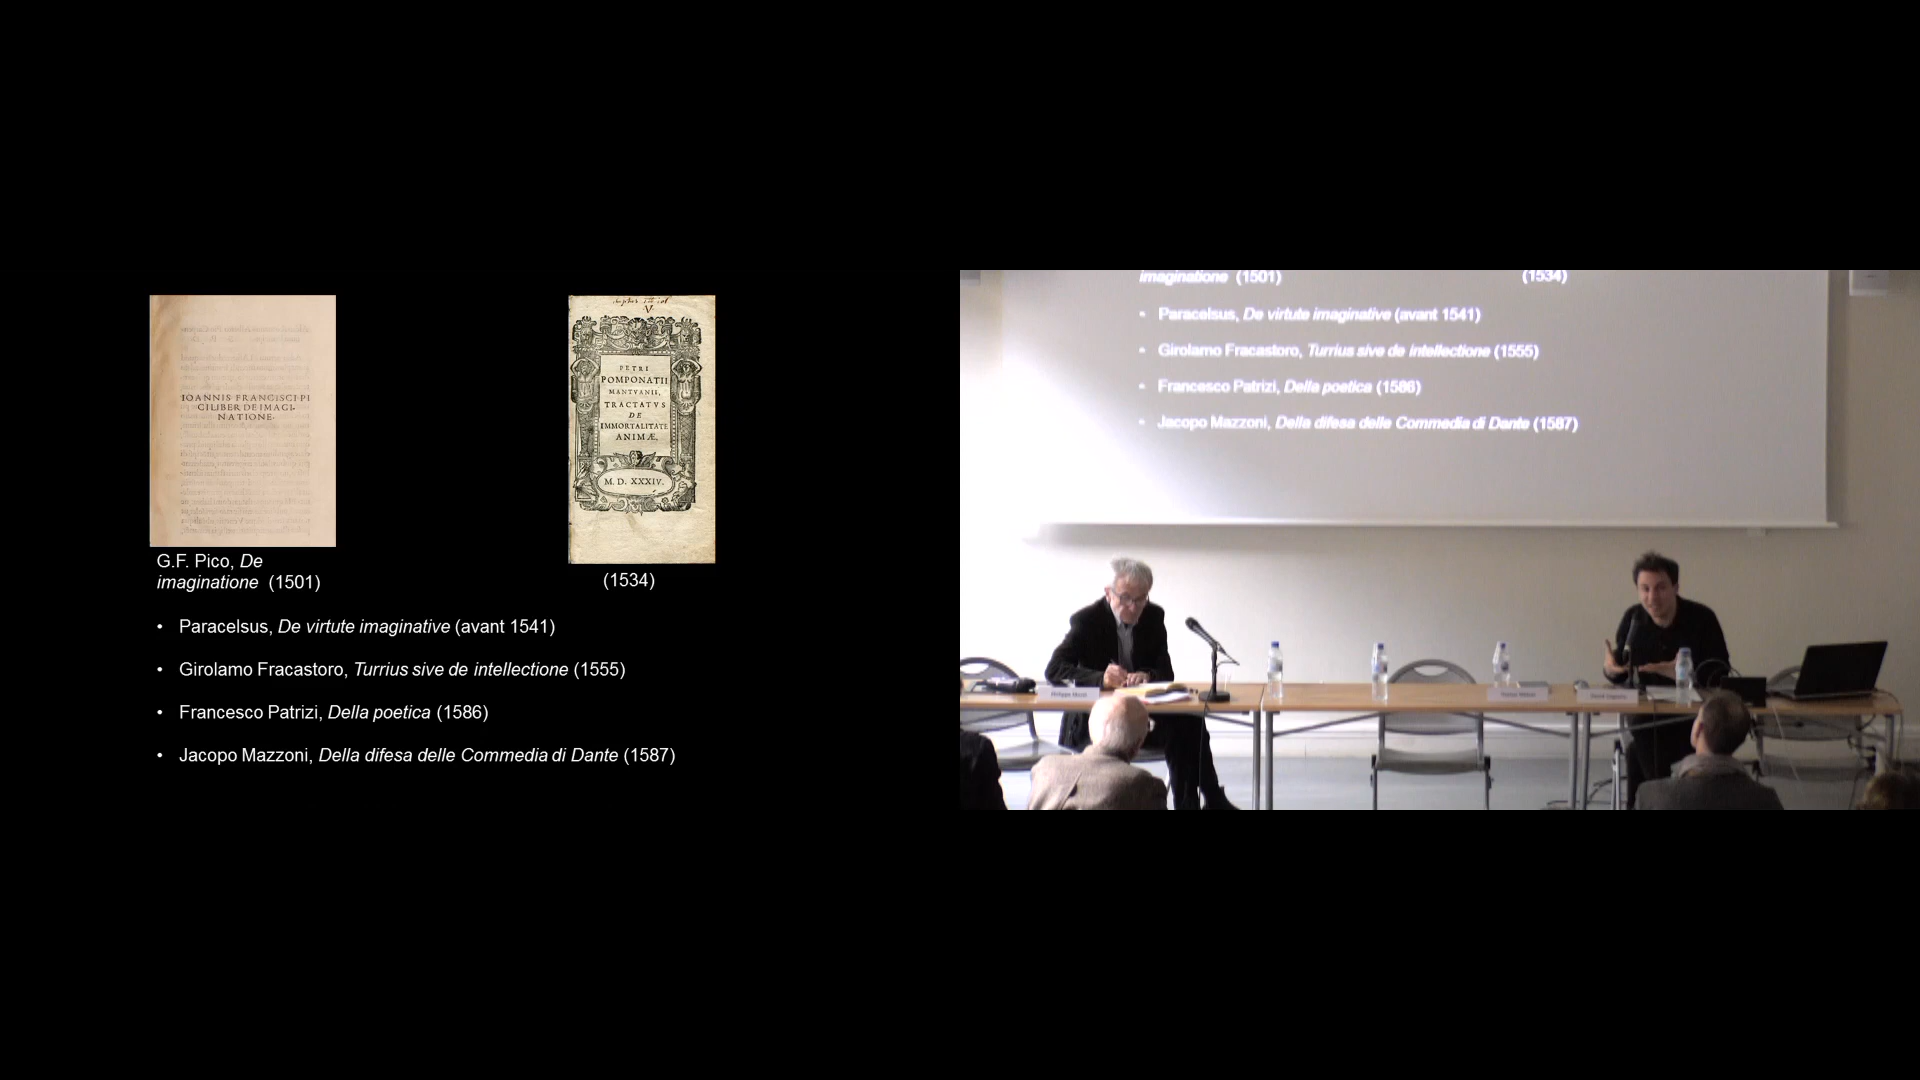 IOANNIS FRANCISCI PI
CI LIBER DE IMAGI-
NATIONE.
G.F. Pico, De
imaginatione (1501)
V
PETRI
POMPONATII
MANTVANII,
TRACTATVS
DE
IMMORTALITATE
ANIMÆ.
M. D. XXXIV.
(1534)
• Paracelsus, De virtute imaginative (avant 1541)
• Girolamo Fracastoro, Turrius sive de intellectione (1555)
• Francesco Patrizi, Della poetica (1586)
• Jacopo Mazzoni, Della difesa delle Commedia di Dante (1587)
imaginatione (1501)
(1534)
• Paracelsus, De virtute imaginative (avant 1541)
• Girolamo Fracastoro, Turrius sive de intellectione (1555)
• Francesco Patrizi, Della poetica (1586)
• Jacopo Mazzoni, Della difesa delle Commedia di Dante (1587)